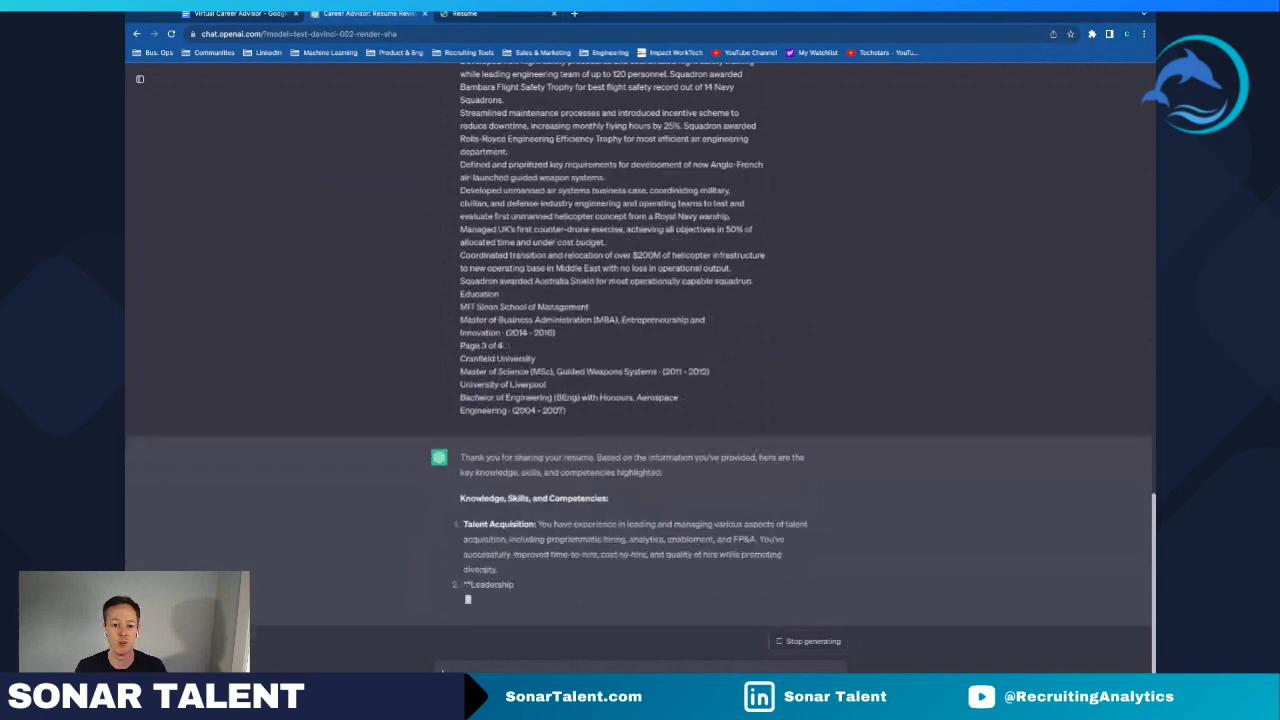 Virtual Career Advisor - Googl
Career Advisor: Resume Revie
Resume
chat.openai.com/?model=text-davinci-002-render-sha
Bus. Ops
Communities
LinkedIn
Machine Learning
Product & Eng
Recruiting Tools
Sales & Marketing
Engineering
Impact WorkTech
YouTube Channel
My Watchlist
Techstars - YouTu...
while leading engineering team of up to 120 personnel. Squadron awarded
Bambara Flight Safety Trophy for best flight safety record out of 14 Navy
Squadrons.
Streamlined maintenance processes and introduced incentive scheme to
reduce downtime, increasing monthly flying hours by 25%. Squadron awarded
Rolls-Royce Engineering Efficiency Trophy for most efficient air engineering
department.
Defined and prioritized key requirements for development of new Anglo-French
air-launched guided weapon systems.
Developed unmanned air systems business case, coordinating military,
civilian, and defense-industry engineering and operating teams to test and
evaluate first unmanned helicopter concept from a Royal Navy warship.
Managed UK's first counter-drone exercise, achieving all objectives in 50% of
allocated time and under cost budget.
Coordinated transition and relocation of over $200M of helicopter infrastructure
to new operating base in Middle East with no loss in operational output.
Squadron awarded Australia Shield for most operationally capable squadron.
Education
MIT Sloan School of Management
Master of Business Administration (MBA), Entrepreneurship and
Innovation · (2014 - 2016)
Page 3 of 4
Cranfield University
Master of Science (MSc), Guided Weapons Systems · (2011 - 2012)
University of Liverpool
Bachelor of Engineering (BEng) with Honours, Aerospace
Engineering · (2004 - 2007)
Thank you for sharing your resume. Based on the information you've provided, here are the
key knowledge, skills, and competencies highlighted:
Knowledge, Skills, and Competencies:
1. Talent Acquisition: You have experience in leading and managing various aspects of talent
acquisition, including programmatic hiring, analytics, enablement, and FP&A. You've
successfully improved time-to-hire, cost-to-hire, and quality of hire while promoting
diversity.
2. **Leadership
Stop generating
SONAR TALENT
SonarTalent.com
in
Sonar Talent
@RecruitingAnalytics